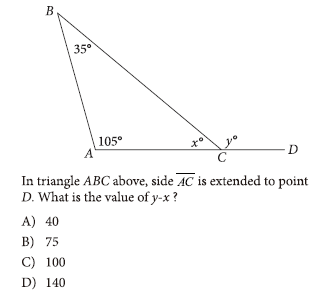 B
35°
105°
x°
y°
A
C
D
In triangle ABC above, side AC is extended to point
D. What is the value of y-x ?
A) 40
B) 75
C) 100
D) 140